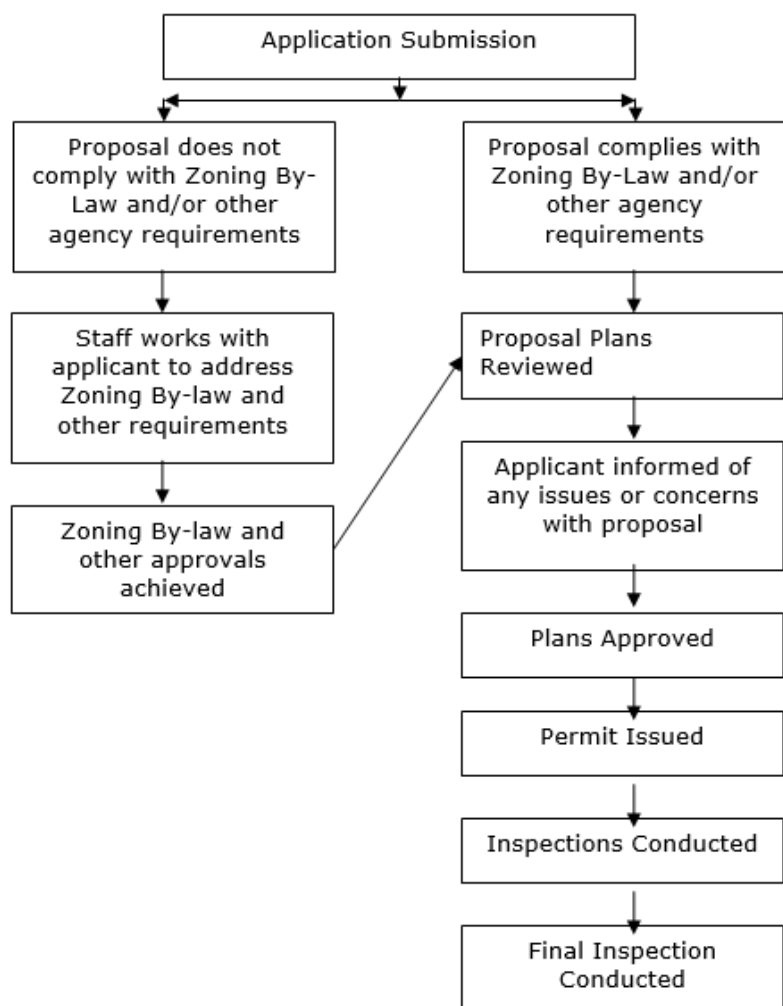 Application Submission
Proposal does not
comply with Zoning By-
Law and/or other
agency requirements
Staff works with
applicant to address
Zoning By-law and
other requirements
Zoning By-law and
other approvals
achieved
Proposal complies with
Zoning By-Law and/or
other agency
requirements
Proposal Plans
Reviewed
Applicant informed of
any issues or concerns
with proposal
Plans Approved
Permit Issued
Inspections Conducted
Final Inspection
Conducted